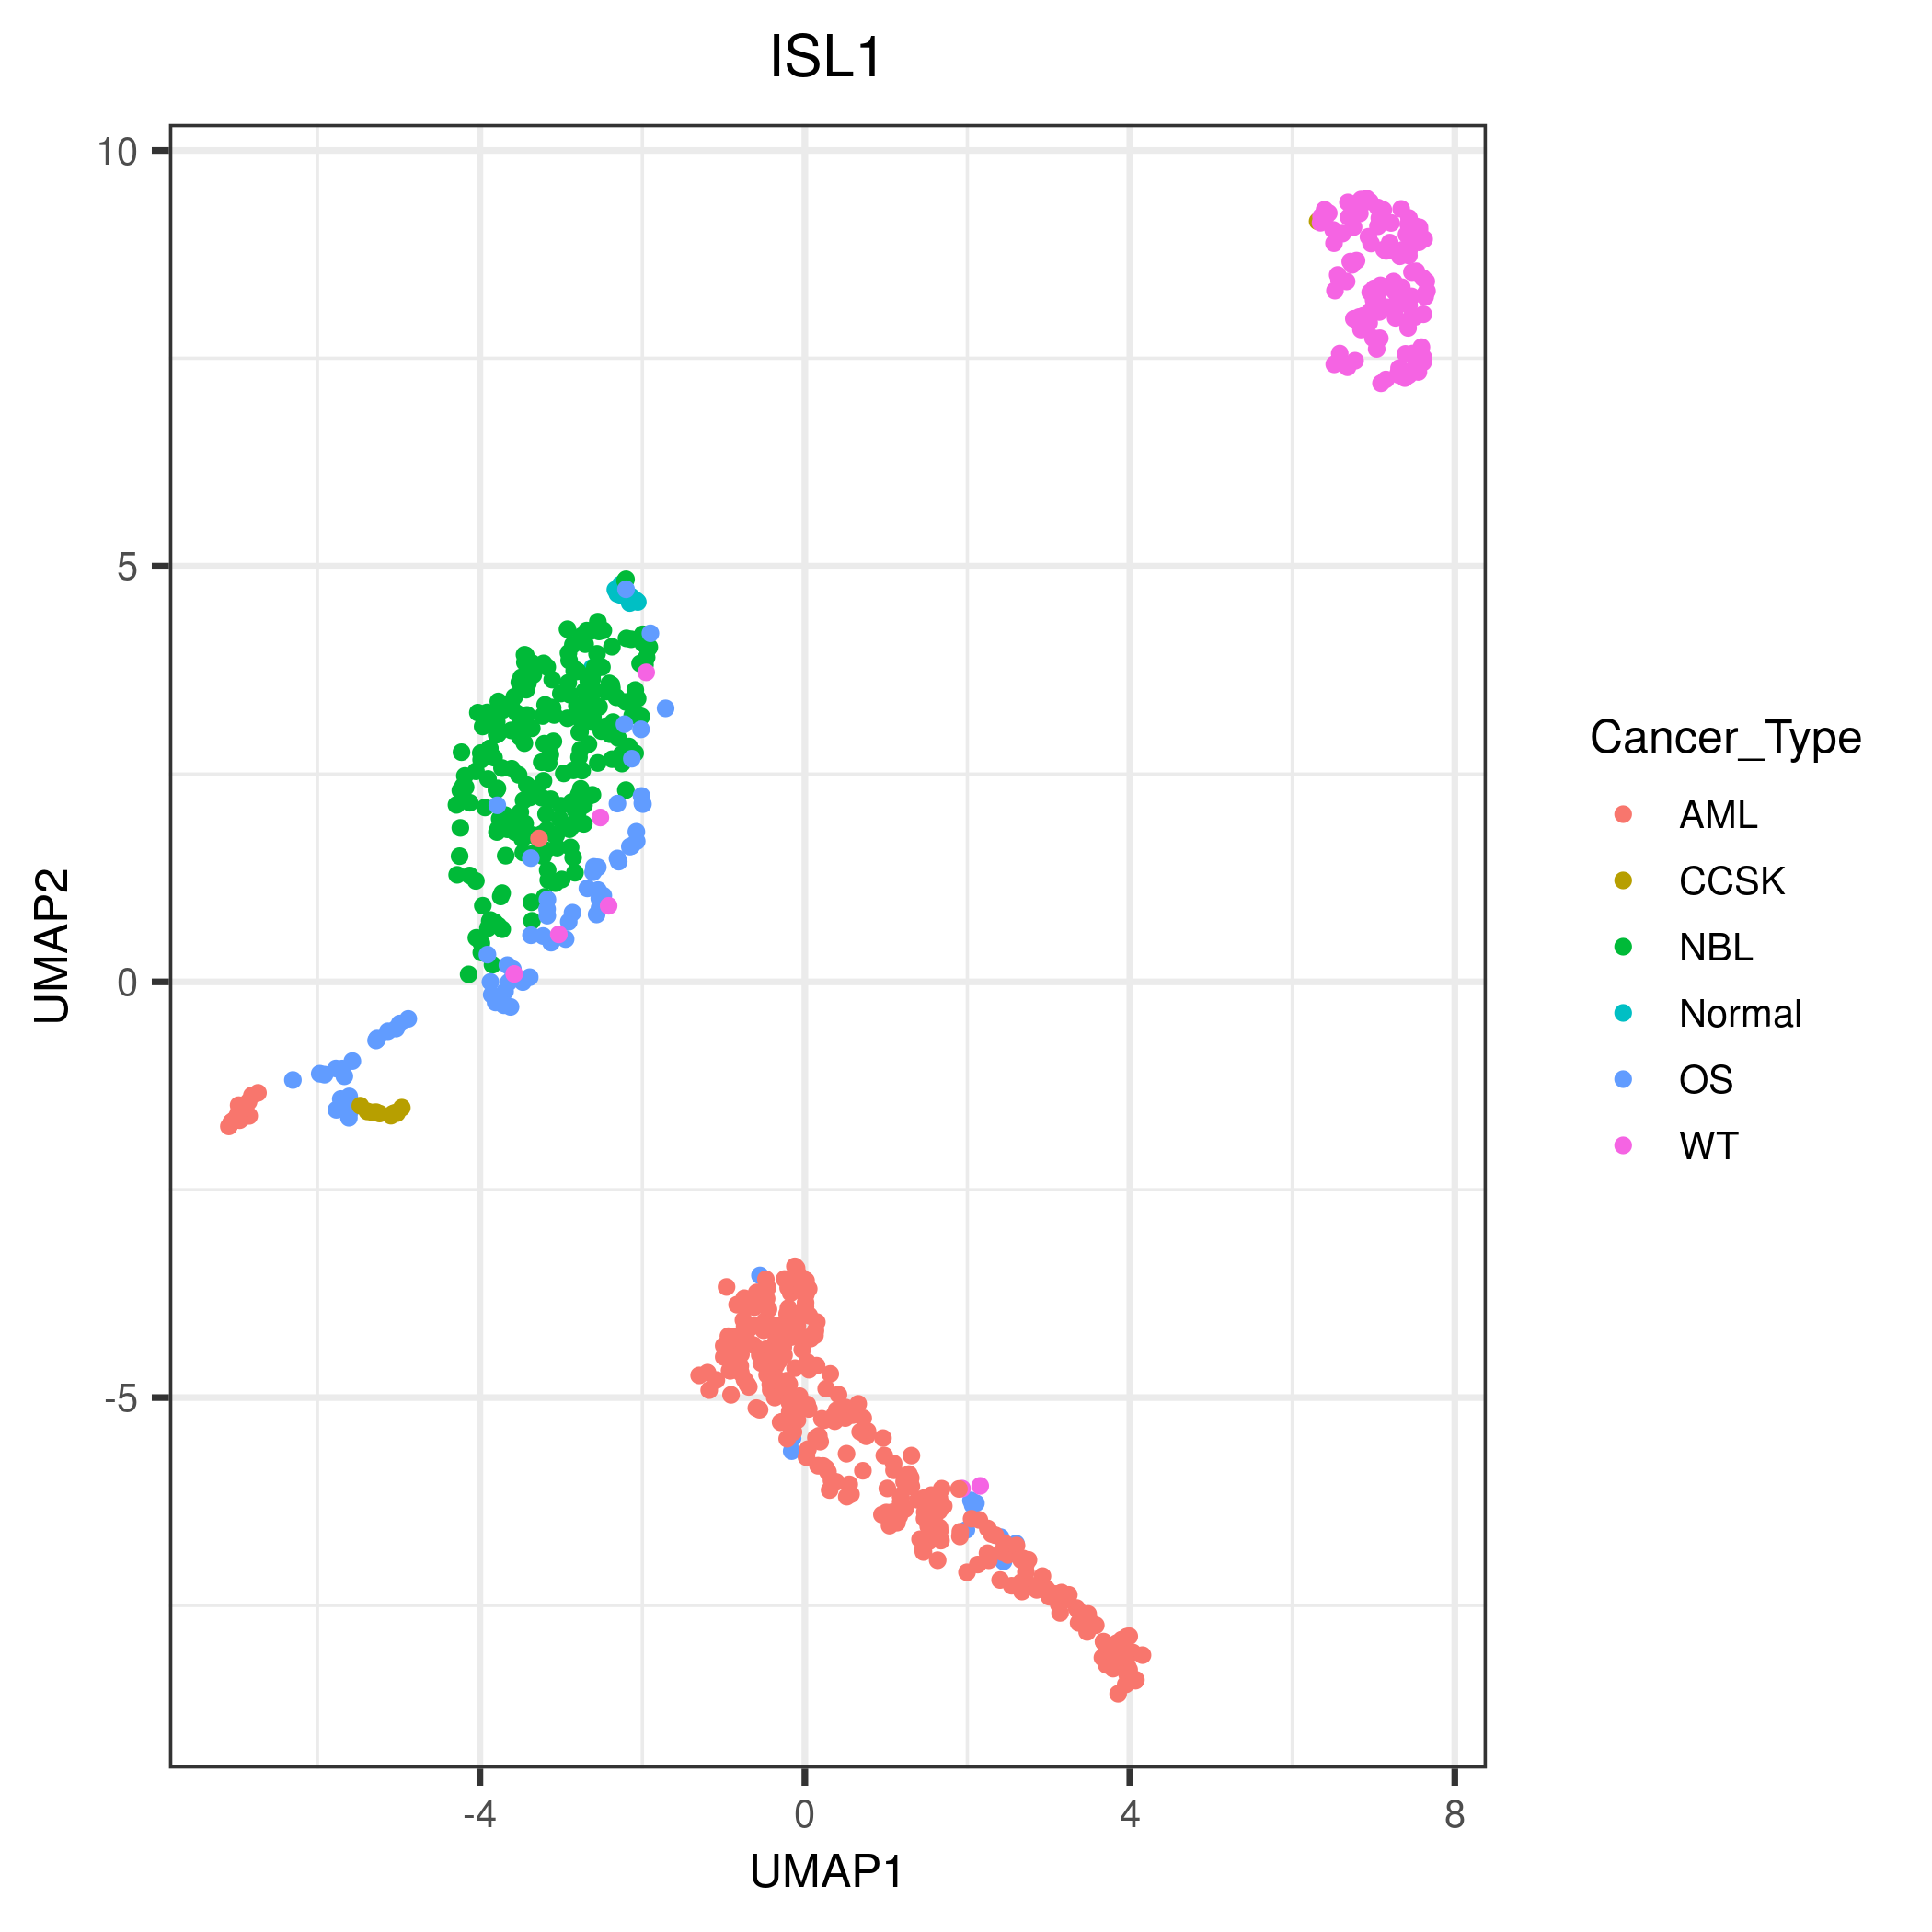 ISL1
10
5
0
-5
UMAP2
-4
0
4
8
UMAP1
Cancer_Type
AML
CCSK
NBL
Normal
OS
WT